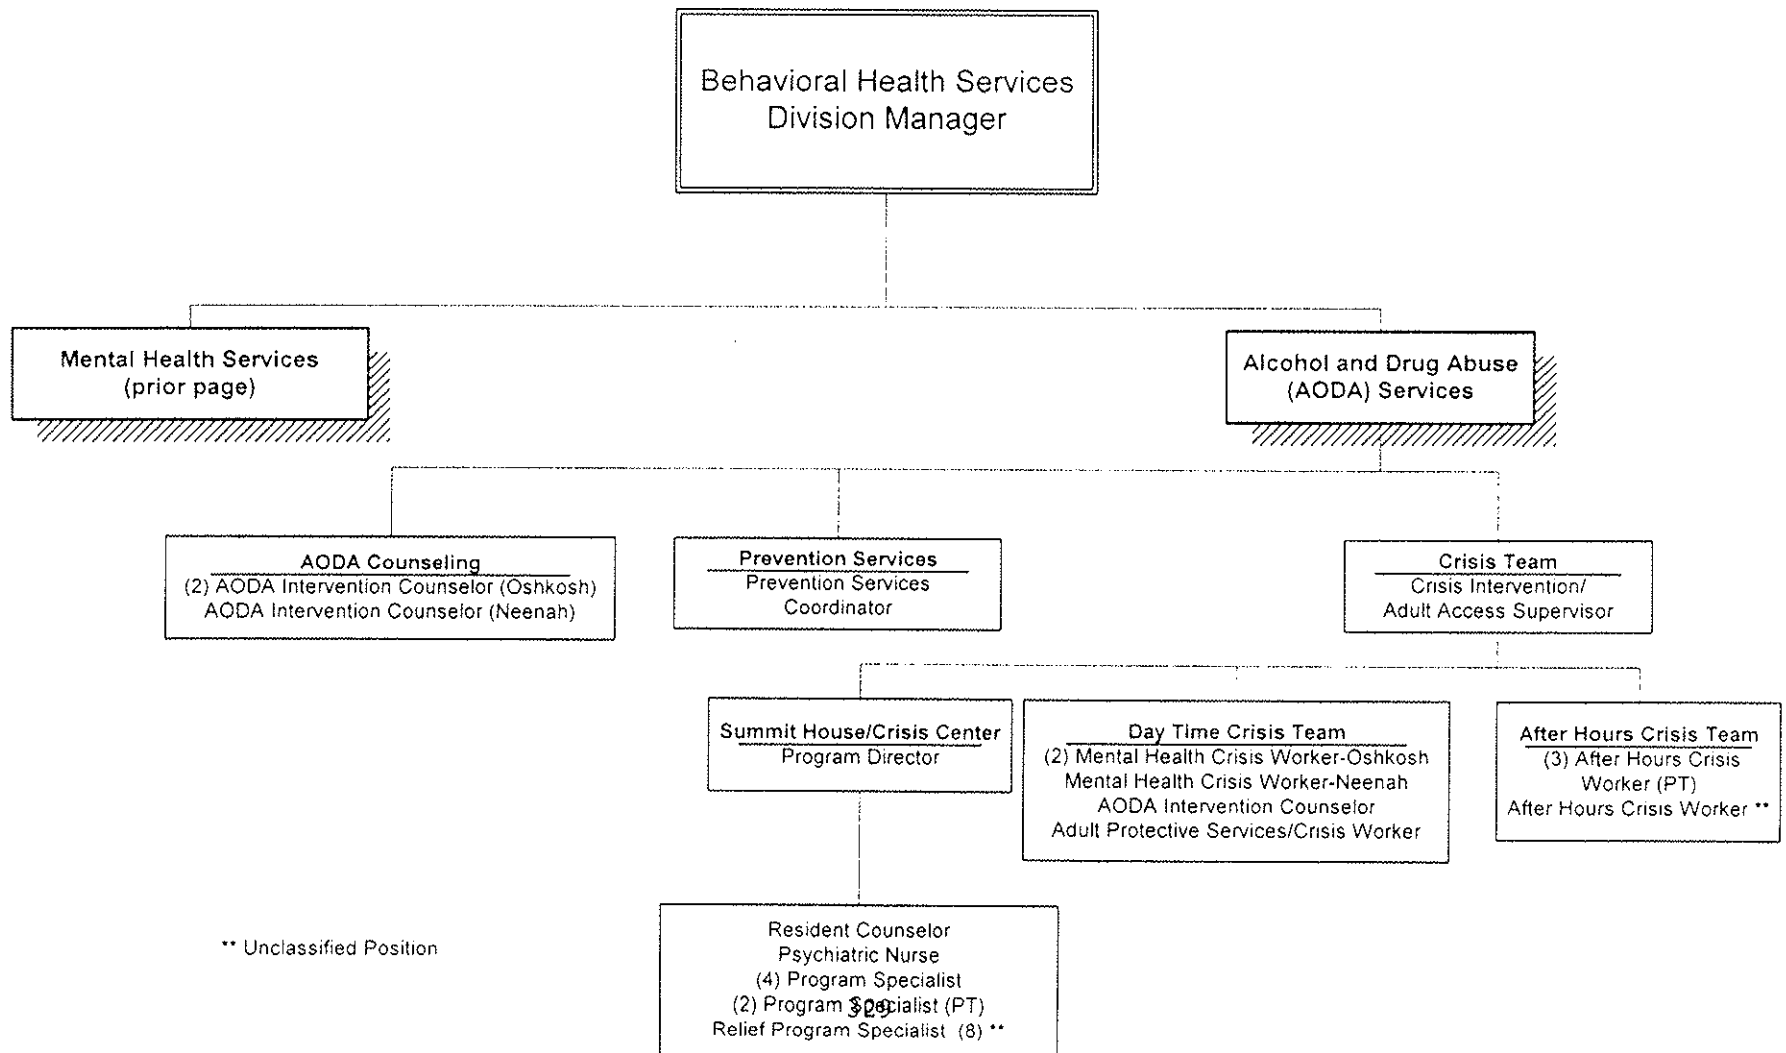 Behavioral Health Services
Division Manager
Mental Health Services
(prior page)
Alcohol and Drug Abuse
(AODA) Services
AODA Counseling
(2) AODA Intervention Counselor (Oshkosh)
AODA Intervention Counselor (Neenah)
Prevention Services
Prevention Services
Coordinator
Crisis Team
Crisis Intervention/
Adult Access Supervisor
Summit House/Crisis Center
Program Director
Day Time Crisis Team
(2) Mental Health Crisis Worker-Oshkosh
Mental Health Crisis Worker-Neenah
AODA Intervention Counselor
Adult Protective Services/Crisis Worker
After Hours Crisis Team
(3) After Hours Crisis
Worker (PT)
After Hours Crisis Worker **
Resident Counselor
Psychiatric Nurse
(4) Program Specialist
(2) Program Specialist (PT)
Relief Program Specialist (8) **
** Unclassified Position
329